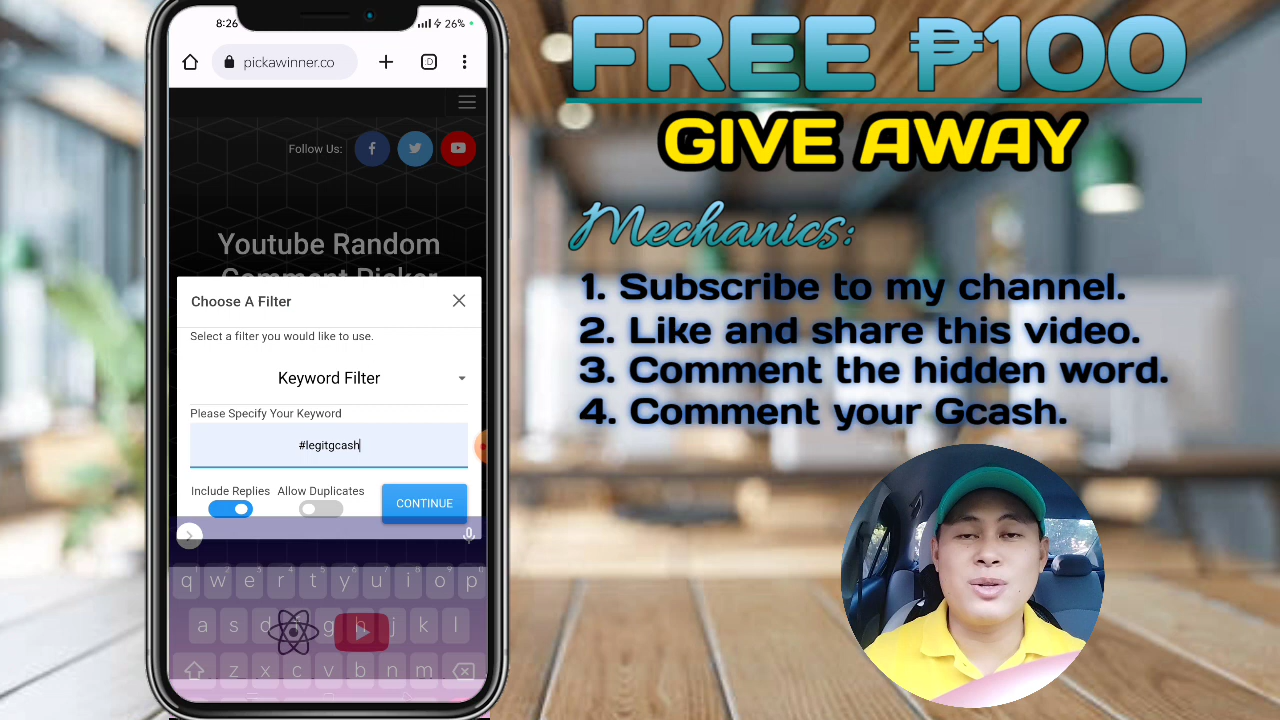 8:26
26%
pickawinner.co
:D
Follow Us:
Youtube Random
Comment Picker
Choose A Filter
Select a filter you would like to use.
Keyword Filter
Please Specify Your Keyword
#legitgcash
Include Replies Allow Duplicates
CONTINUE
q w e r t y u i o p
a s d f g h j k l
z x c v b n m
FREE ₱100
GIVE AWAY
Mechanics:
1. Subscribe to my channel.
2. Like and share this video.
3. Comment the hidden word.
4. Comment your Gcash.